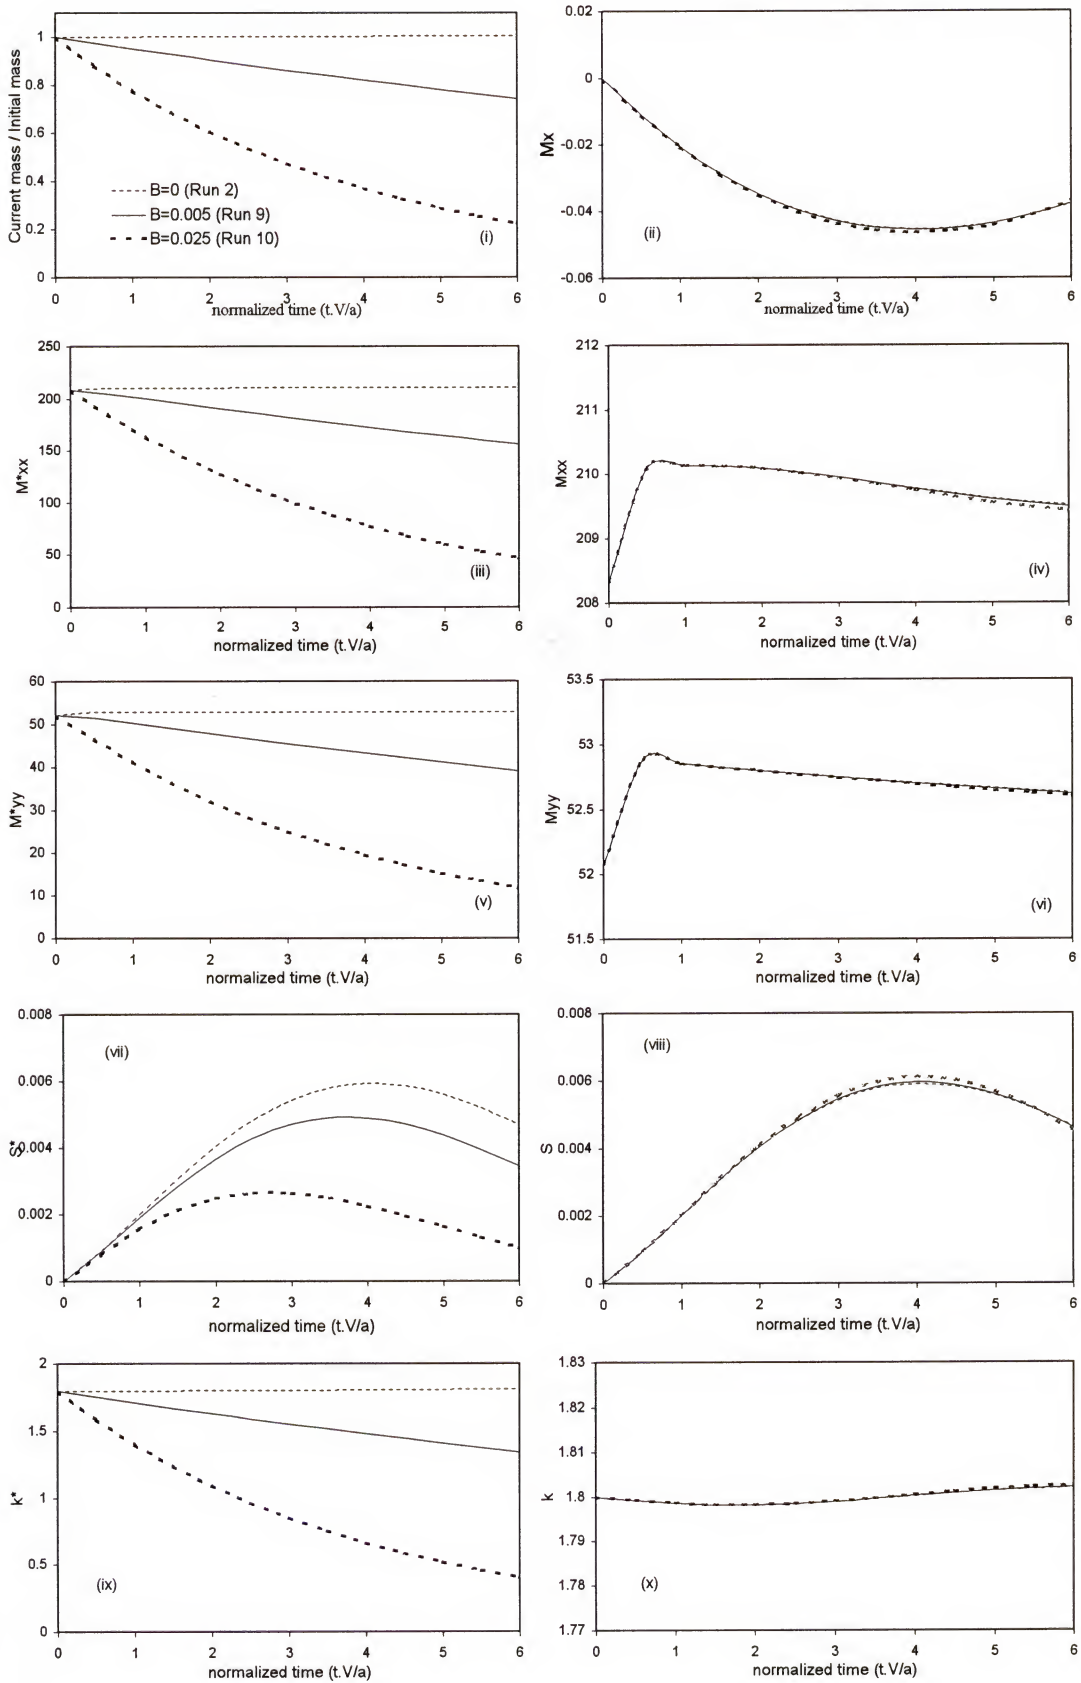 Current mass / Initial mass
1
0.8
0.6
0.4
0.2
0
B=0 (Run 2)
B=0.005 (Run 9)
B=0.025 (Run 10)
(i)
0 1 2 3 4 5 6
normalized time (t.V/a)
Mx
0.02
0
-0.02
-0.04
-0.06
(ii)
0 1 2 3 4 5 6
normalized time (t.V/a)
M*xx
250
200
150
100
50
0
(iii)
0 1 2 3 4 5 6
normalized time (t.V/a)
Mxx
212
211
210
209
208
(iv)
0 1 2 3 4 5 6
normalized time (t.V/a)
M*yy
60
50
40
30
20
10
0
(v)
0 1 2 3 4 5 6
normalized time (t.V/a)
Myy
53.5
53
52.5
52
51.5
(vi)
0 1 2 3 4 5 6
normalized time (t.V/a)
S*
0.008
0.006
0.004
0.002
0
(vii)
0 1 2 3 4 5 6
normalized time (t.V/a)
S
0.008
0.006
0.004
0.002
0
(viii)
0 1 2 3 4 5 6
normalized time (t.V/a)
k*
2
1.5
1
0.5
0
(ix)
0 1 2 3 4 5 6
normalized time (t.V/a)
k
1.83
1.82
1.81
1.8
1.79
1.78
1.77
(x)
0 1 2 3 4 5 6
normalized time (t.V/a)